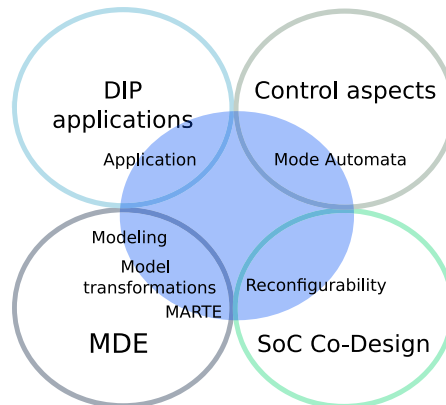 DIP
applications
Control aspects
Application
Mode Automata
Modeling
Model
transformations
MARTE
Reconfigurability
MDE
SoC Co-Design